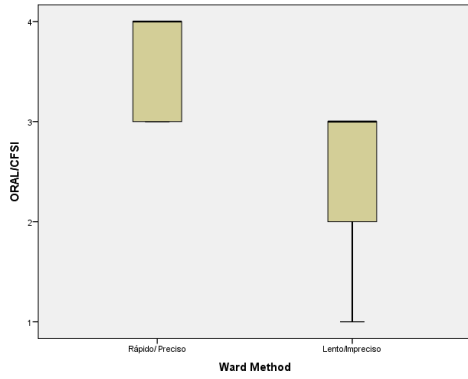 ORAL/CFSI
4
3
2
1
Rápido/ Preciso
Lento/Impreciso
Ward Method